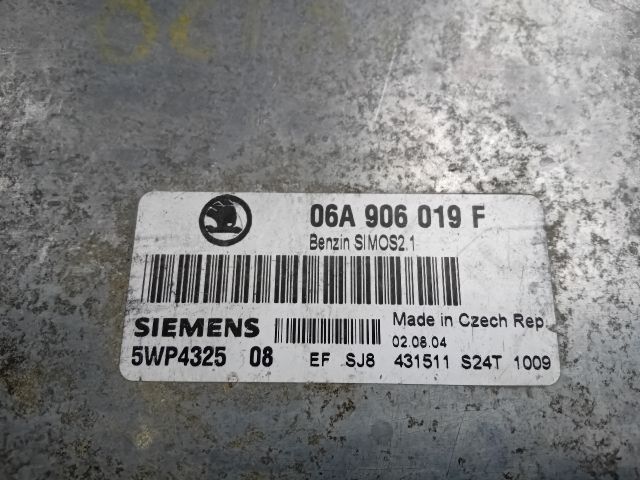 06A 906 019 F
Benzin SIMOS2.1
SIEMENS
Made in Czech Rep.
02.08.04
5WP4325 08 EF SJ8 431511 S24T 1009